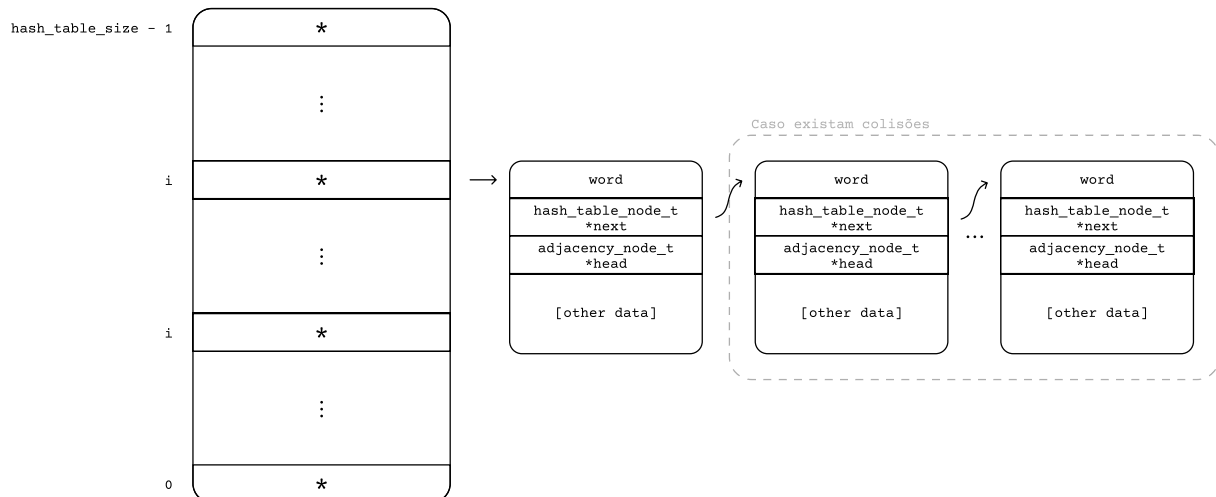 hash_table_size - 1
*
⋮
Caso existam colisões
i
*
word
hash_table_node_t
*next
adjacency_node_t
*head
[other data]
word
hash_table_node_t
*next
adjacency_node_t
*head
[other data]
...
word
hash_table_node_t
*next
adjacency_node_t
*head
[other data]
⋮
i
*
⋮
0
*